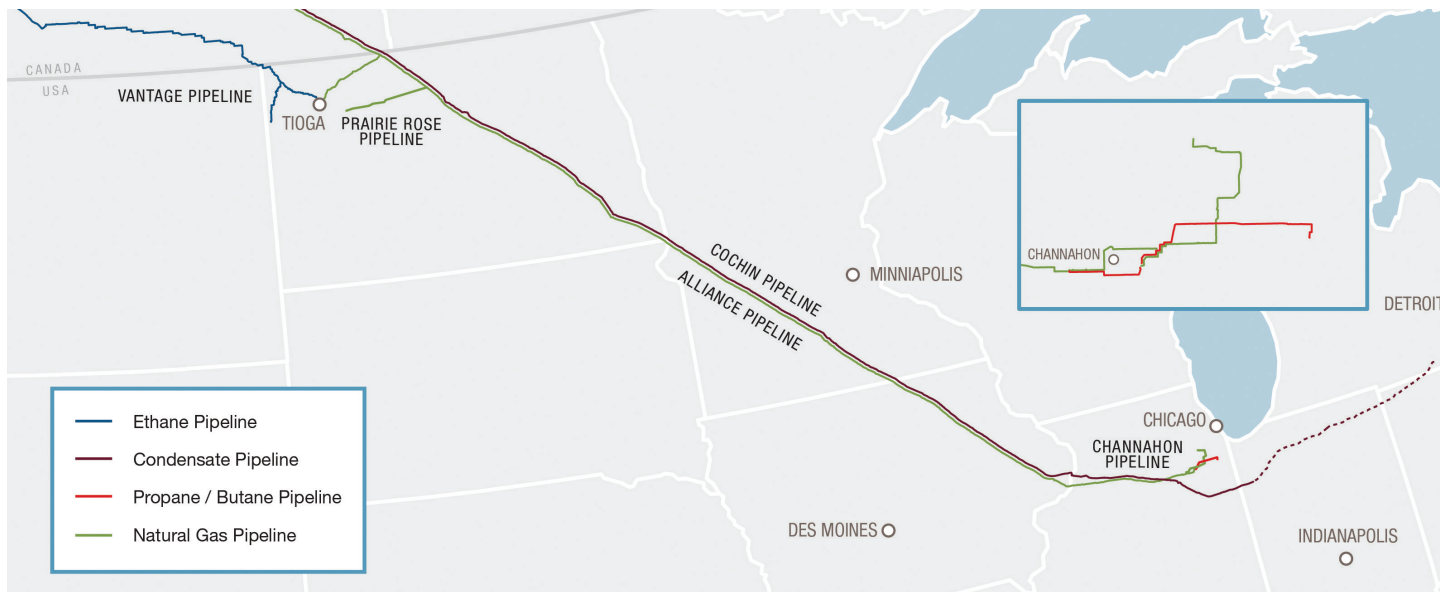 CANADA
USA
VANTAGE PIPELINE
TIOGA
PRAIRIE ROSE
PIPELINE
COCHIN PIPELINE
ALLIANCE PIPELINE
MINNIAPOLIS
CHANNAHON
DETROIT
CHICAGO
CHANNAHON
PIPELINE
DES MOINES
INDIANAPOLIS
Ethane Pipeline
Condensate Pipeline
Propane / Butane Pipeline
Natural Gas Pipeline